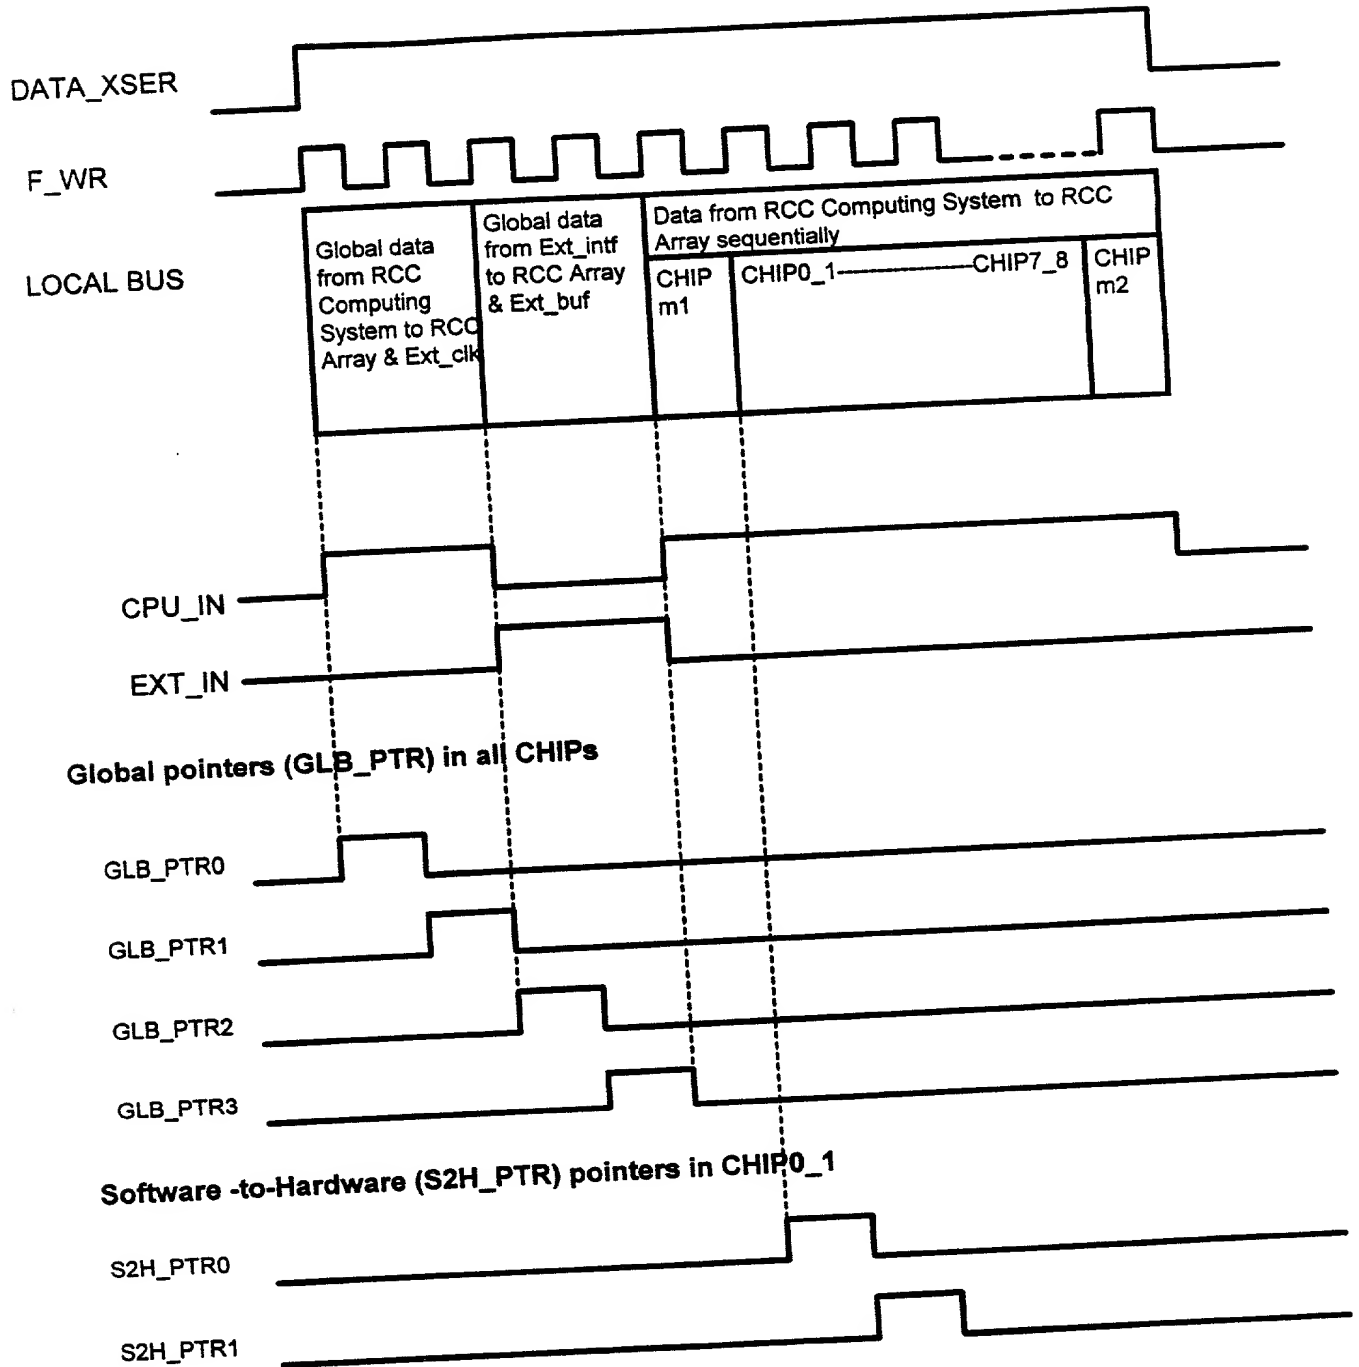 DATA_XSER
F_WR
LOCAL BUS
Global data
from RCC
Computing
System to RCC
Array & Ext_clk
Global data
from Ext_intf
to RCC Array
& Ext_buf
Data from RCC Computing System to RCC
Array sequentially
CHIP
m1
CHIP0_1-----------------CHIP7_8
CHIP
m2
CPU_IN
EXT_IN
Global pointers (GLB_PTR) in all CHIPs
GLB_PTR0
GLB_PTR1
GLB_PTR2
GLB_PTR3
Software -to-Hardware (S2H_PTR) pointers in CHIP0_1
S2H_PTR0
S2H_PTR1